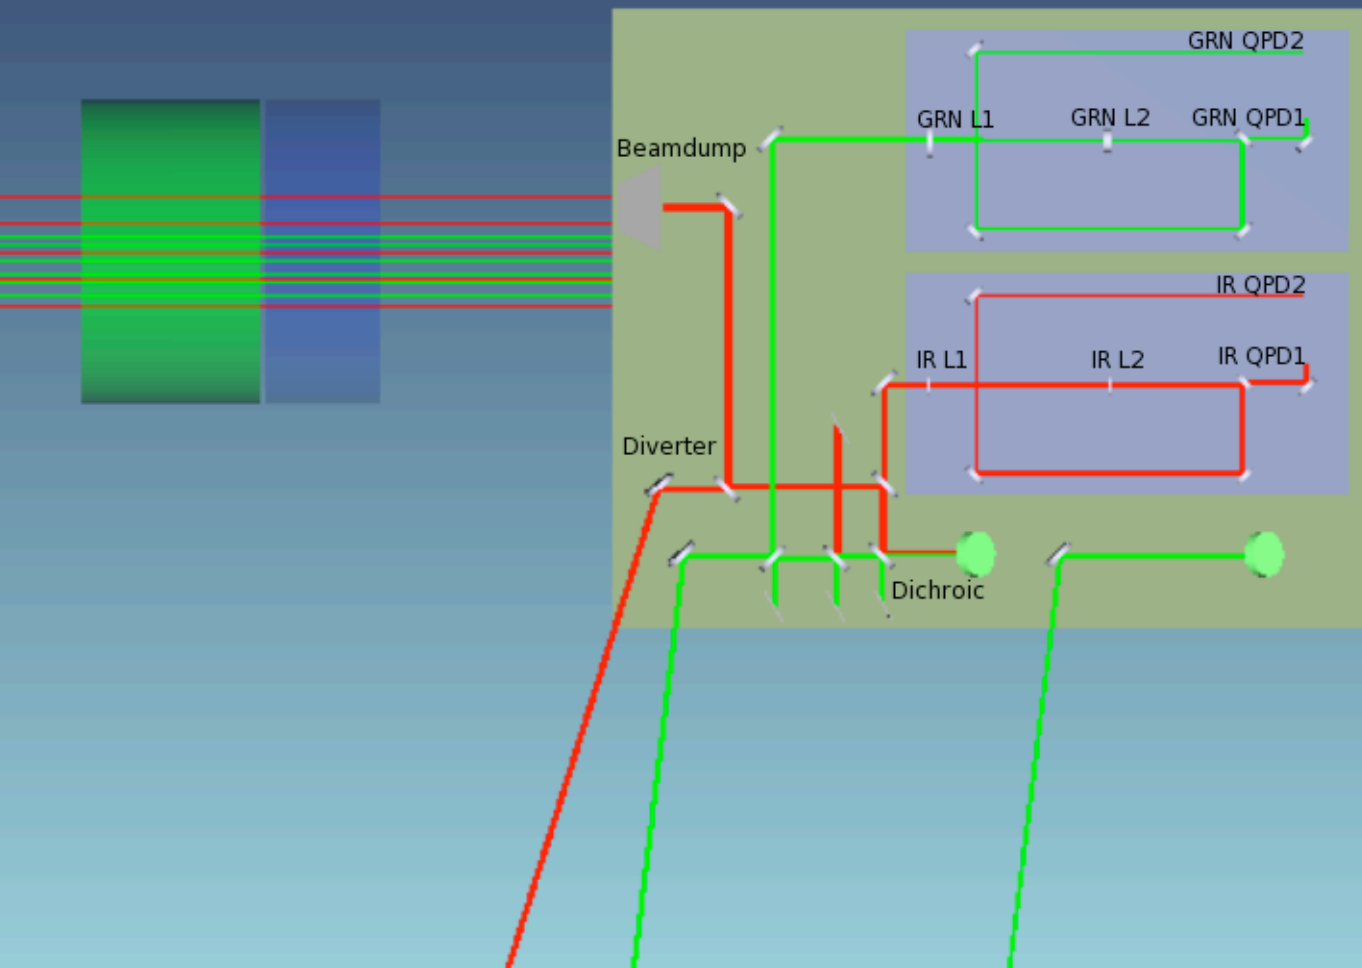 GRN QPD2
GRN L1
GRN L2
GRN QPD1
Beamdump
IR QPD2
IR L1
IR L2
IR QPD1
Diverter
Dichroic